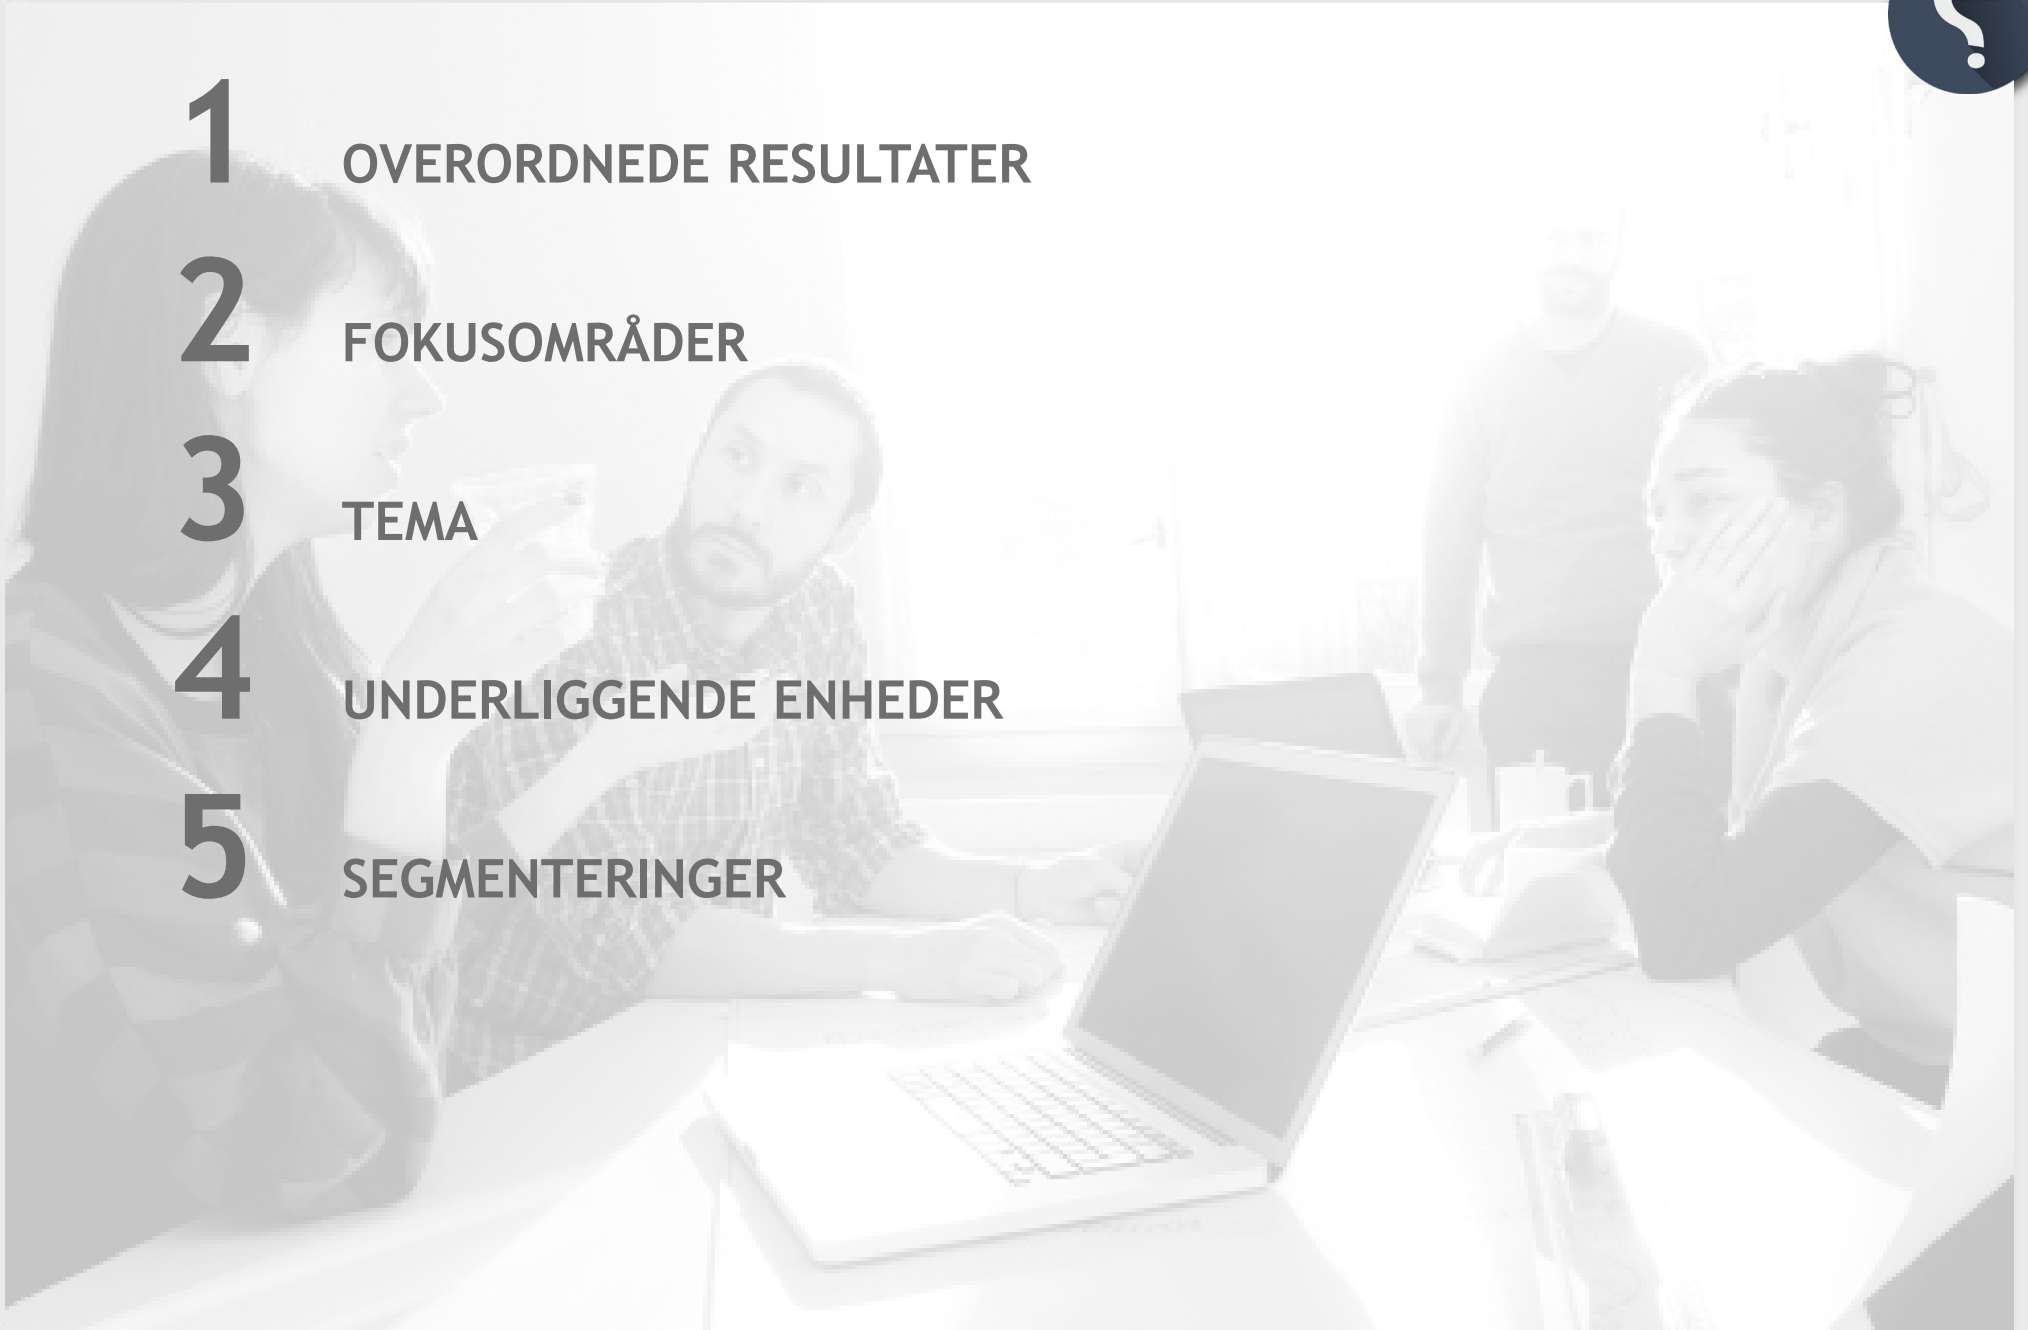 1 OVERORDNEDE RESULTATER
2 FOKUSOMRÅDER
3 TEMA
4 UNDERLIGGENDE ENHEDER
5 SEGMENTERINGER